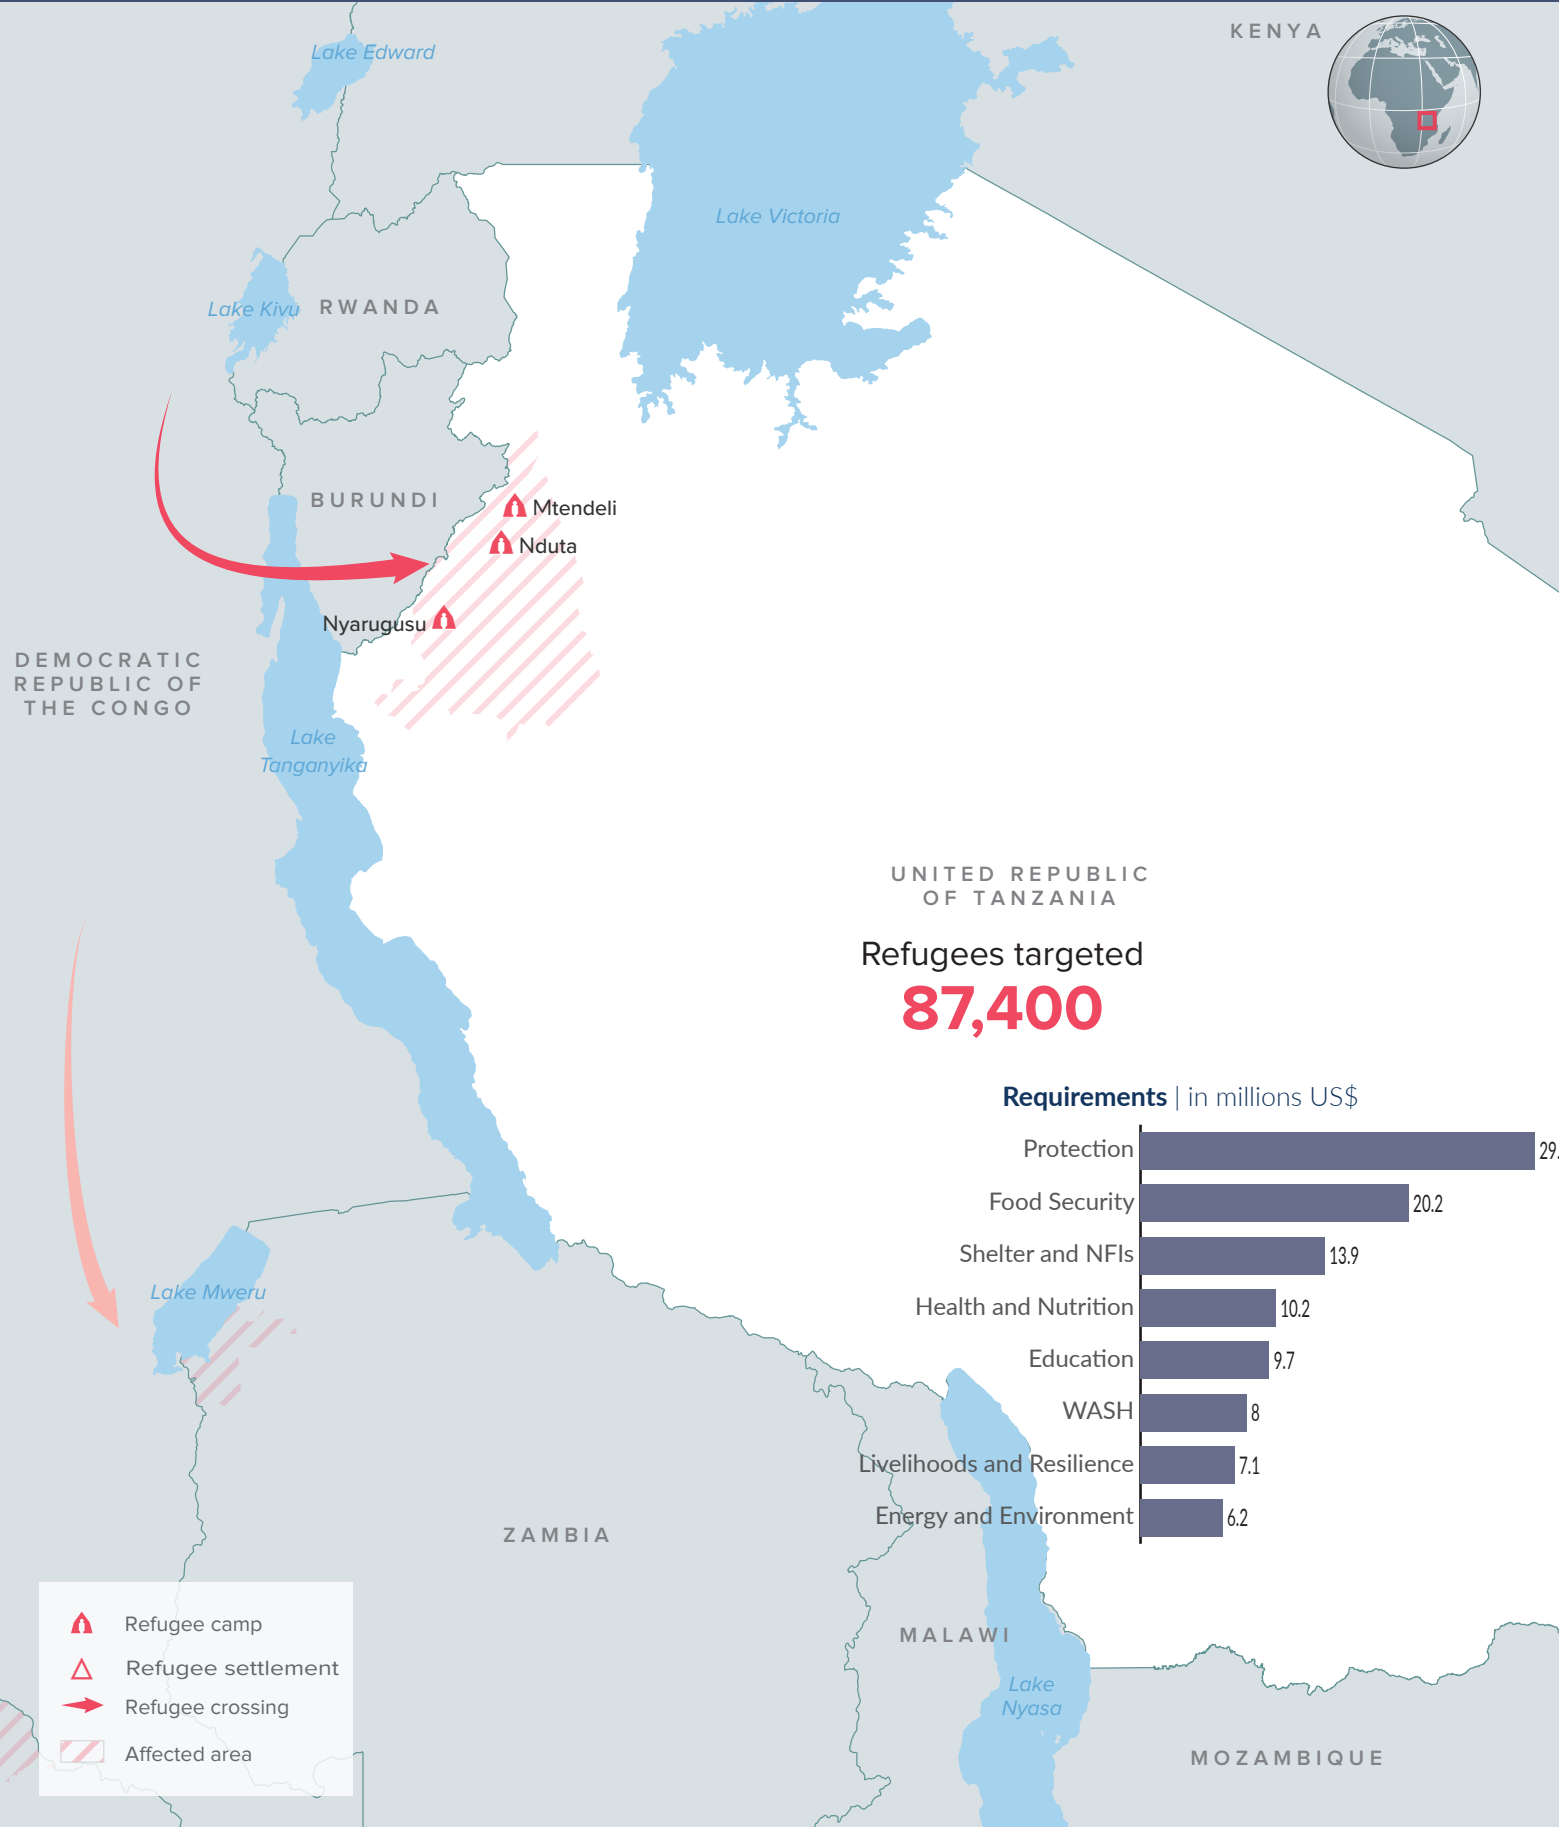 KENYA
Lake Edward
Lake Victoria
Lake Kivu
RWANDA
BURUNDI
Mtendeli
Nduta
Nyarugusu
DEMOCRATIC
REPUBLIC OF
THE CONGO
Lake
Tanganyika
UNITED REPUBLIC
OF TANZANIA
Refugees targeted
87,400
Requirements | in millions US$
Protection 29.
Food Security 20.2
Shelter and NFIs 13.9
Health and Nutrition 10.2
Education 9.7
WASH 8
Livelihoods and Resilience 7.1
Energy and Environment 6.2
Lake Mweru
ZAMBIA
MALAWI
Lake
Nyasa
MOZAMBIQUE
Refugee camp
Refugee settlement
Refugee crossing
Affected area